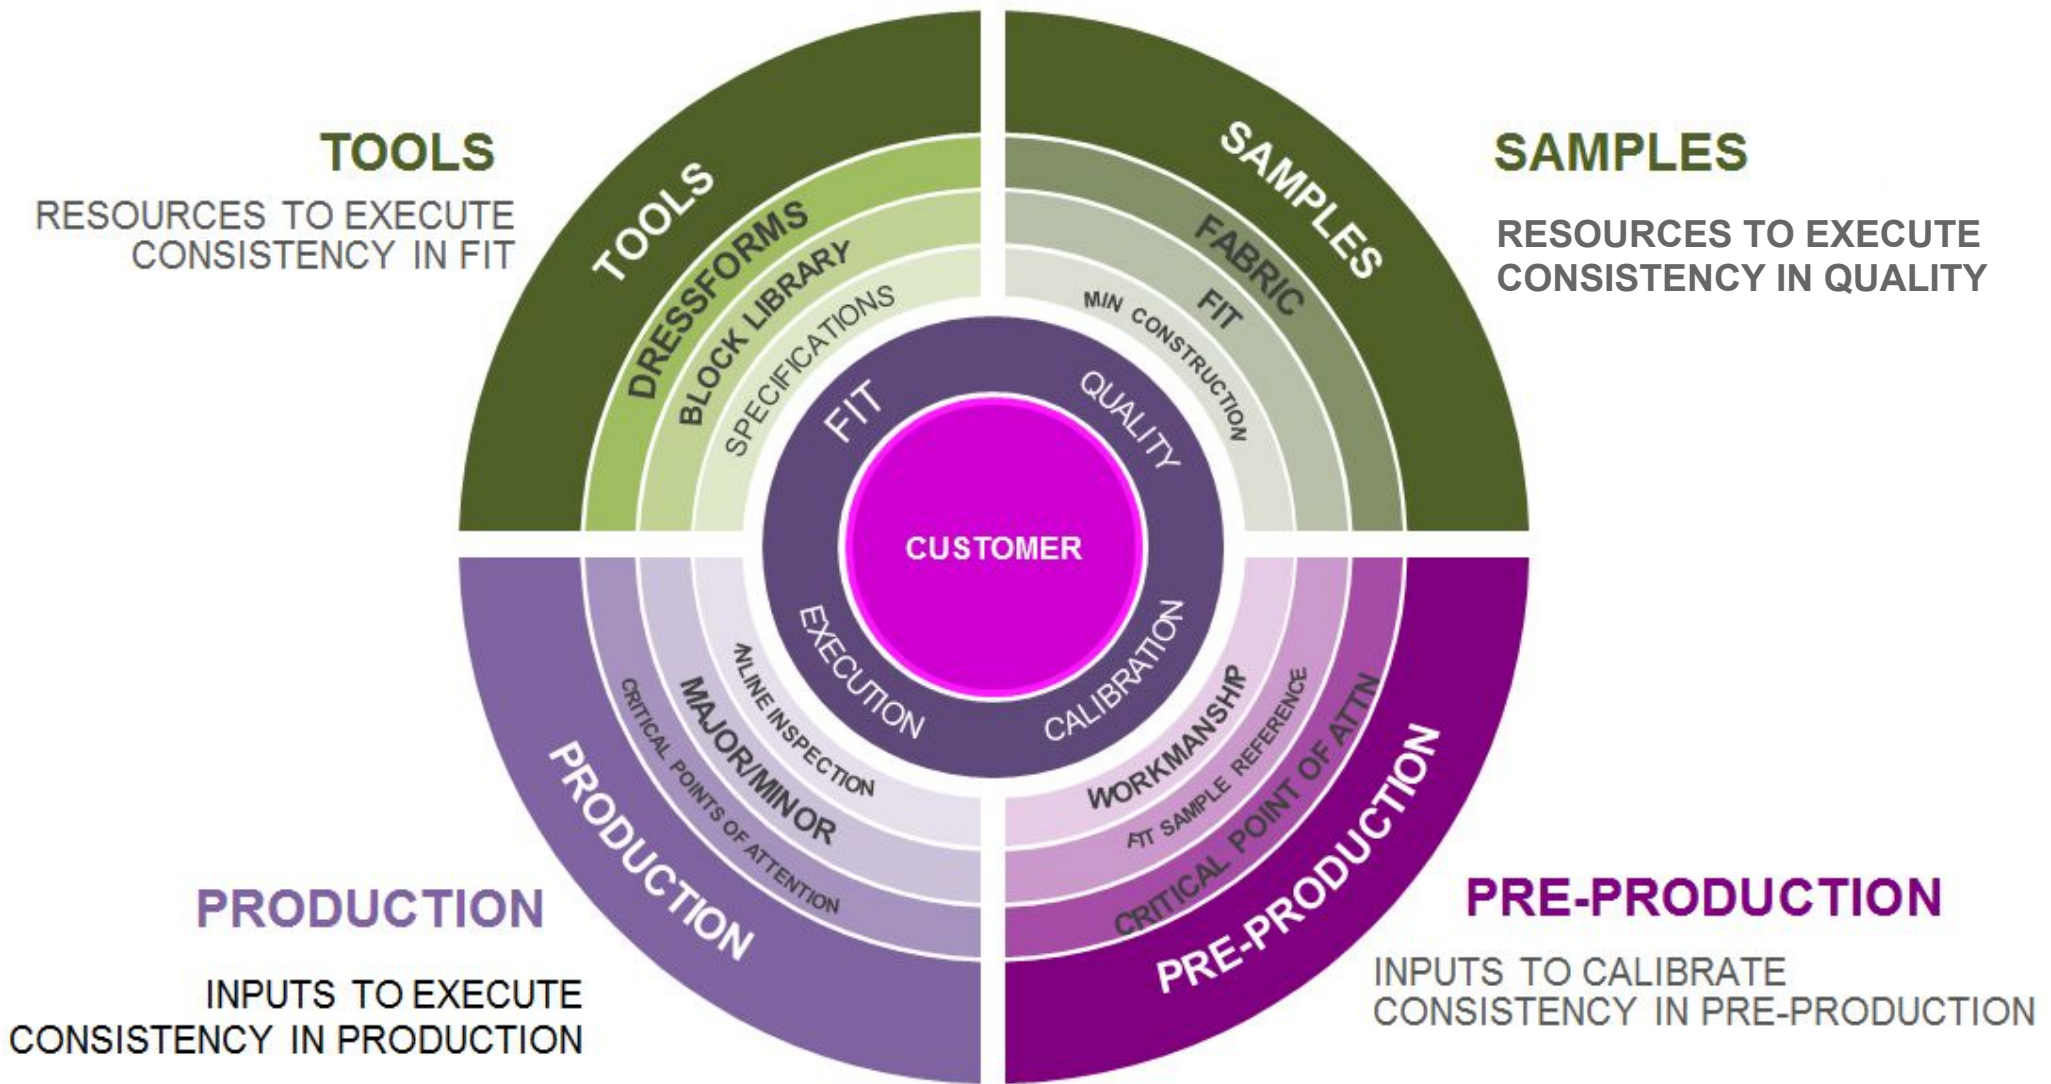 TOOLS
RESOURCES TO EXECUTE
CONSISTENCY IN FIT
SAMPLES
RESOURCES TO EXECUTE
CONSISTENCY IN QUALITY
TOOLS
DRESSFORMS
BLOCK LIBRARY
SPECIFICATIONS
SAMPLES
FABRIC
FIT
MIN CONSTRUCTION
FIT
QUALITY
CUSTOMER
EXECUTION
CALIBRATION
INLINE INSPECTION
MAJOR/MINOR
CRITICAL POINTS OF ATTENTION
PRODUCTION
WORKMANSHIP
FIT SAMPLE REFERENCE
CRITICAL POINT OF ATTN
PRE-PRODUCTION
PRODUCTION
INPUTS TO EXECUTE
CONSISTENCY IN PRODUCTION
PRE-PRODUCTION
INPUTS TO CALIBRATE
CONSISTENCY IN PRE-PRODUCTION